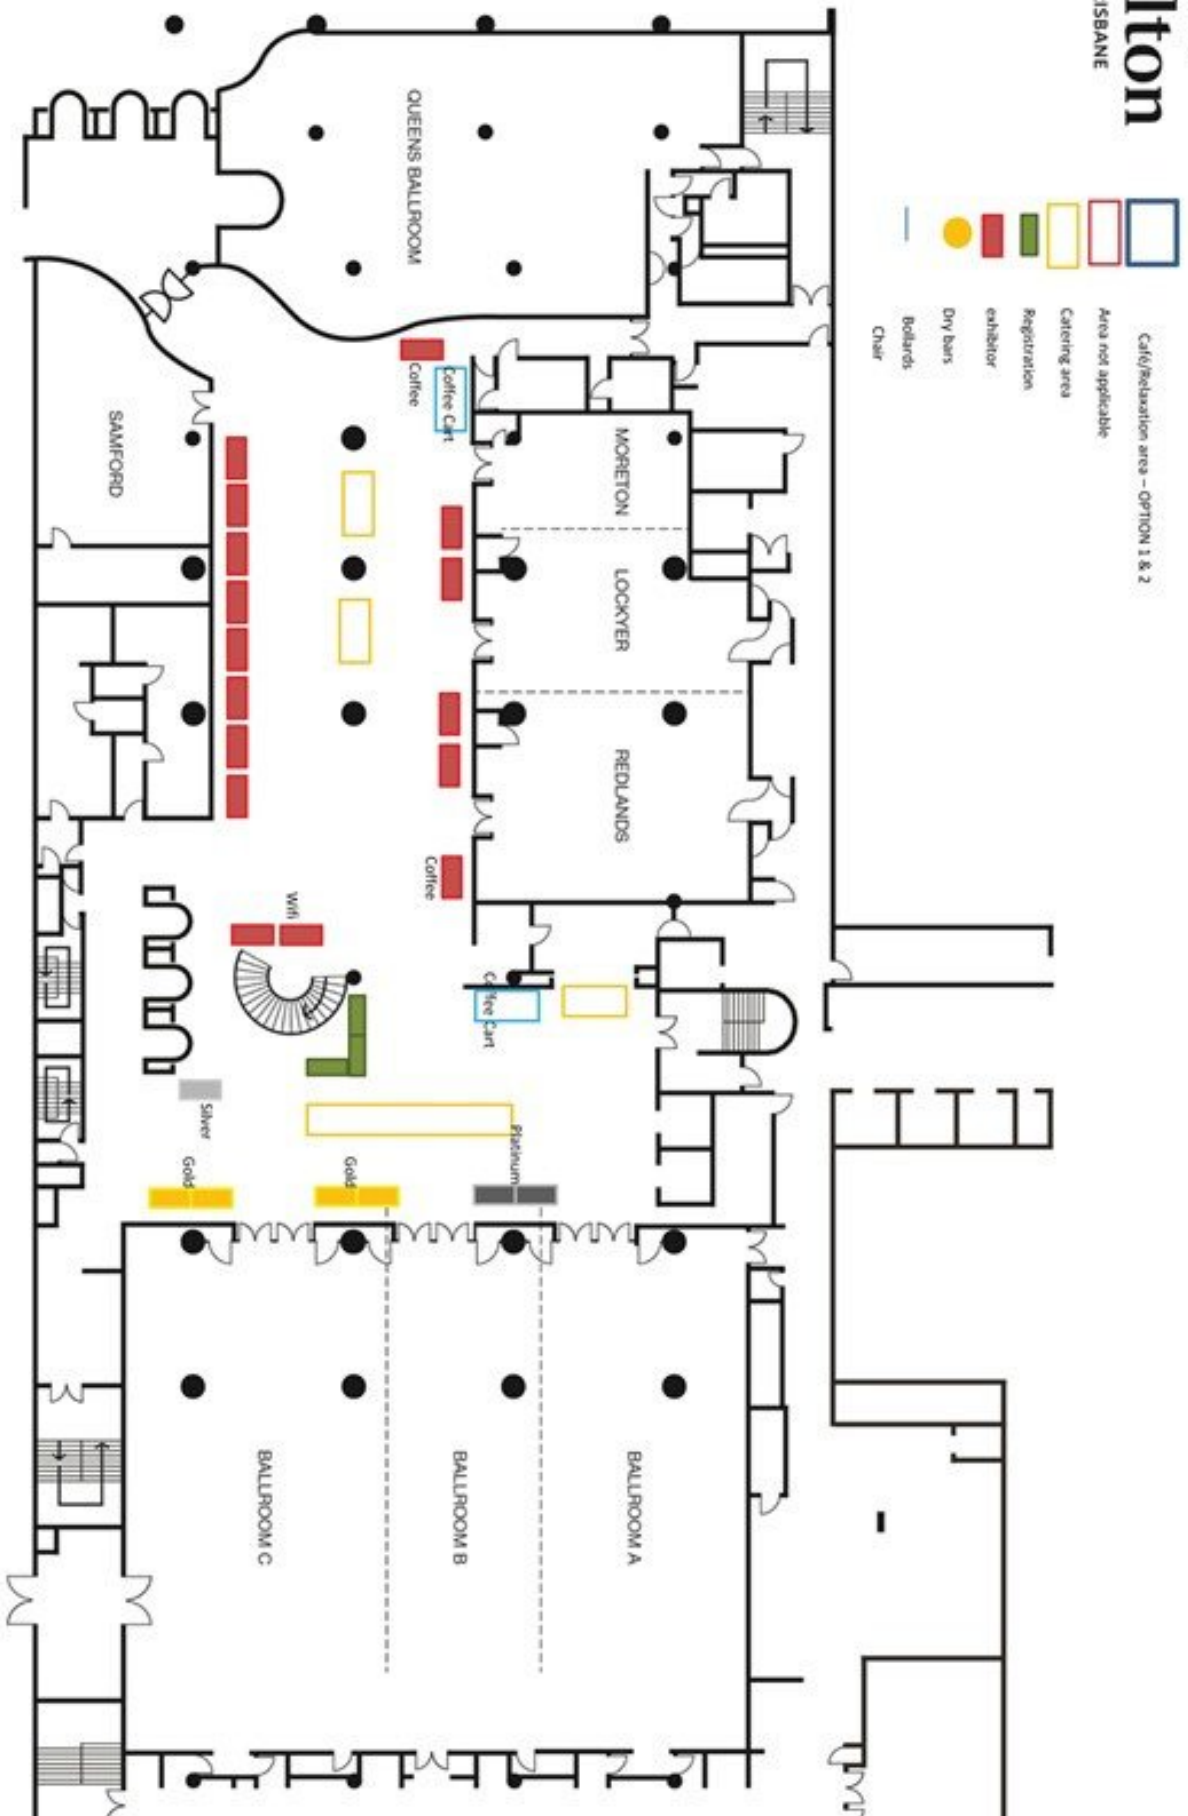 lton
ISBANE
Café/Relaxation area – OPTION 1 & 2
Area not applicable
Catering area
Registration
exhibitor
Dry bars
Bollards
Chair
QUEENS BALLROOM
SAMFORD
Coffee
Coffee Cart
MORETON
LOCKYER
REDLANDS
Coffee
Wifi
Coffee Cart
Silver
Gold
Gold
Platinum
BALLROOM A
BALLROOM B
BALLROOM C